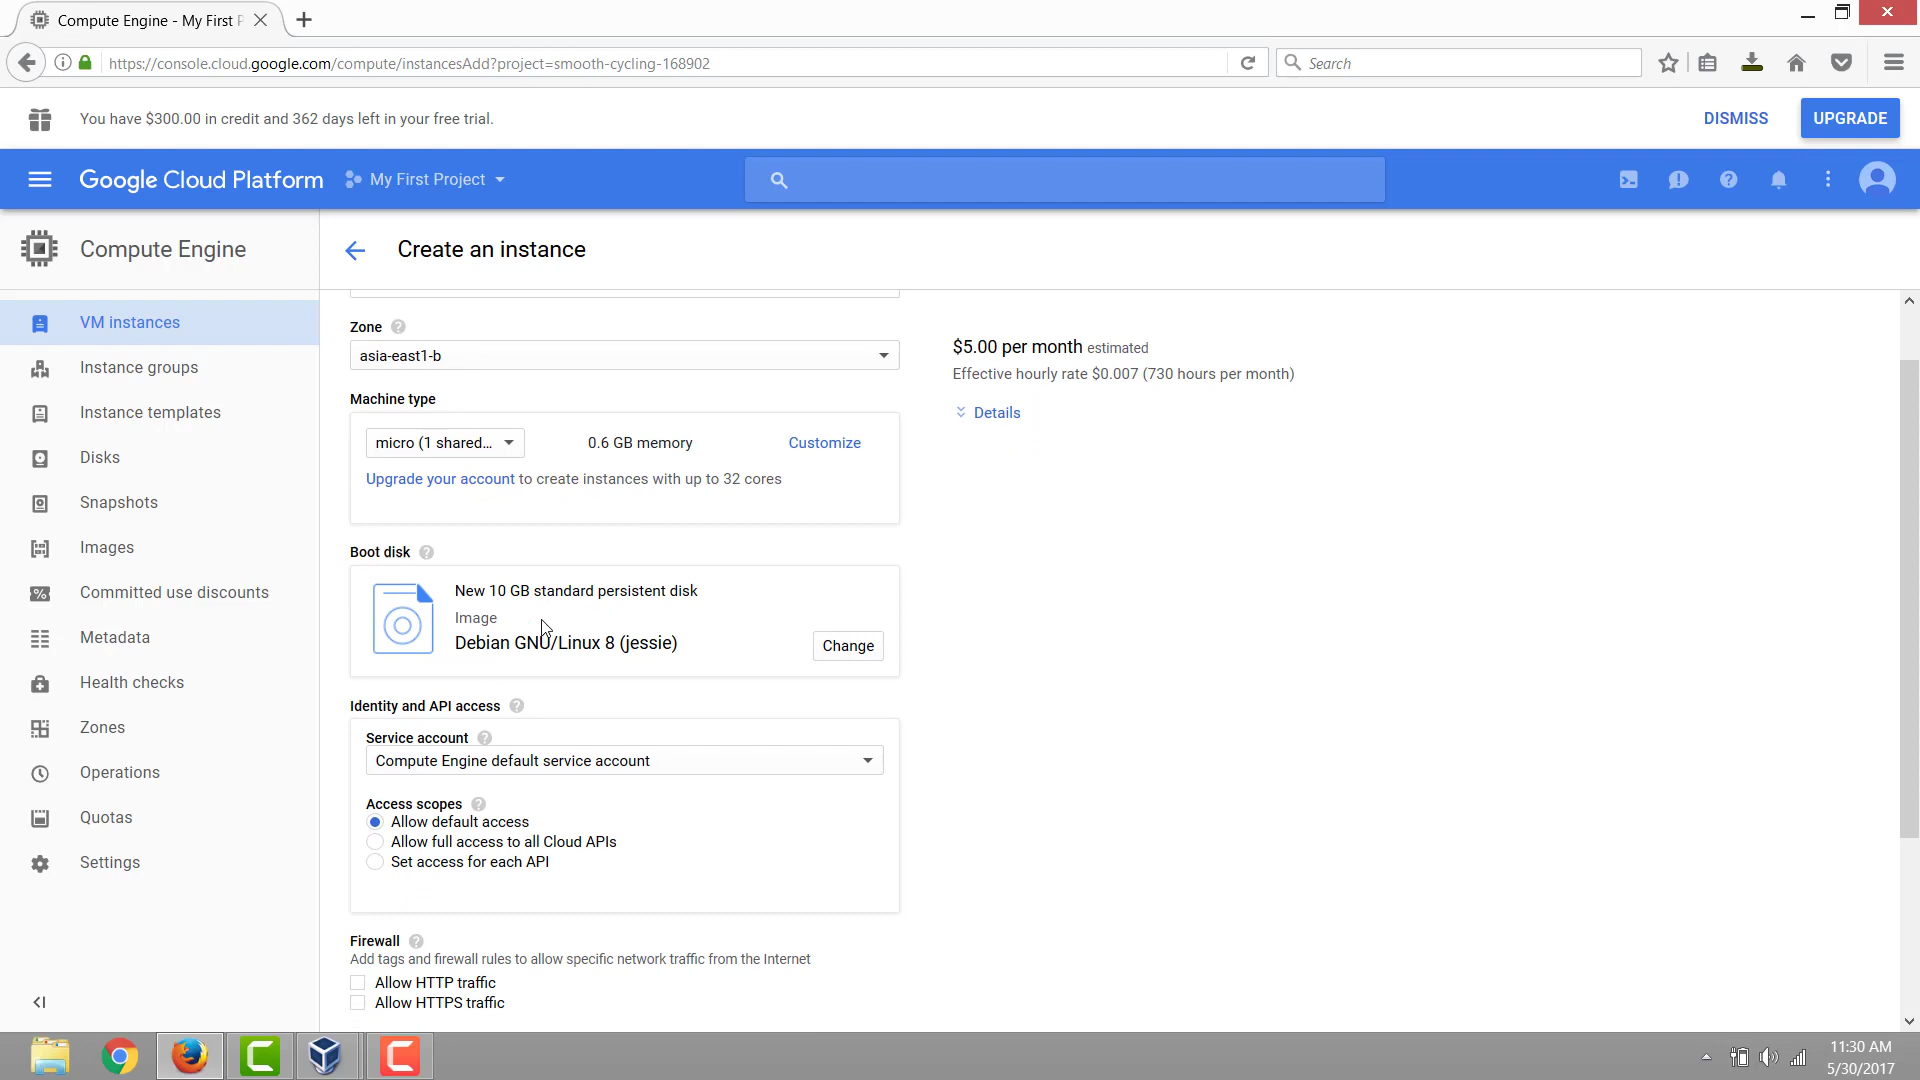 Compute Engine - My First P
https://console.cloud.google.com/compute/instancesAdd?project=smooth-cycling-168902
Search
You have $300.00 in credit and 362 days left in your free trial.
DISMISS
UPGRADE
Google Cloud Platform
My First Project
Compute Engine
Create an instance
VM instances
Instance groups
Instance templates
Disks
Snapshots
Images
Committed use discounts
Metadata
Health checks
Zones
Operations
Quotas
Settings
Zone ?
asia-east1-b
Machine type
micro (1 shared...
0.6 GB memory
Customize
Upgrade your account to create instances with up to 32 cores
Boot disk ?
New 10 GB standard persistent disk
Image
Debian GNU/Linux 8 (jessie)
Change
Identity and API access ?
Service account ?
Compute Engine default service account
Access scopes ?
Allow default access
Allow full access to all Cloud APIs
Set access for each API
Firewall ?
Add tags and firewall rules to allow specific network traffic from the Internet
Allow HTTP traffic
Allow HTTPS traffic
$5.00 per month estimated
Effective hourly rate $0.007 (730 hours per month)
Details
11:30 AM
5/30/2017